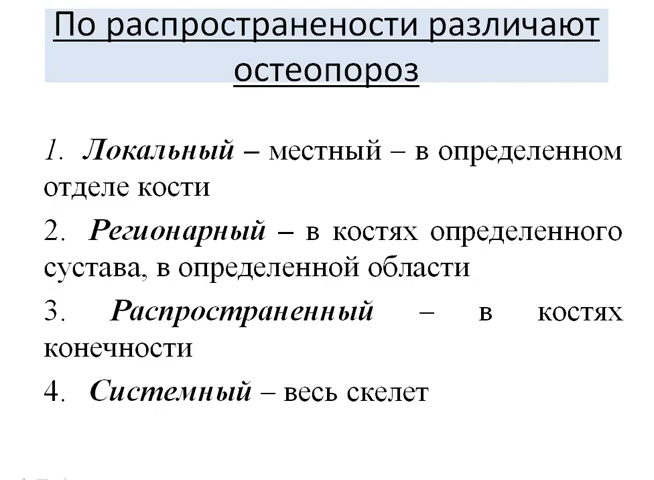 По распространености различают
остеопороз
1. Локальный – местный – в определенном
отделе кости
2. Регионарный – в костях определенного
сустава, в определенной области
3. Распространенный – в костях
конечности
4. Системный – весь скелет